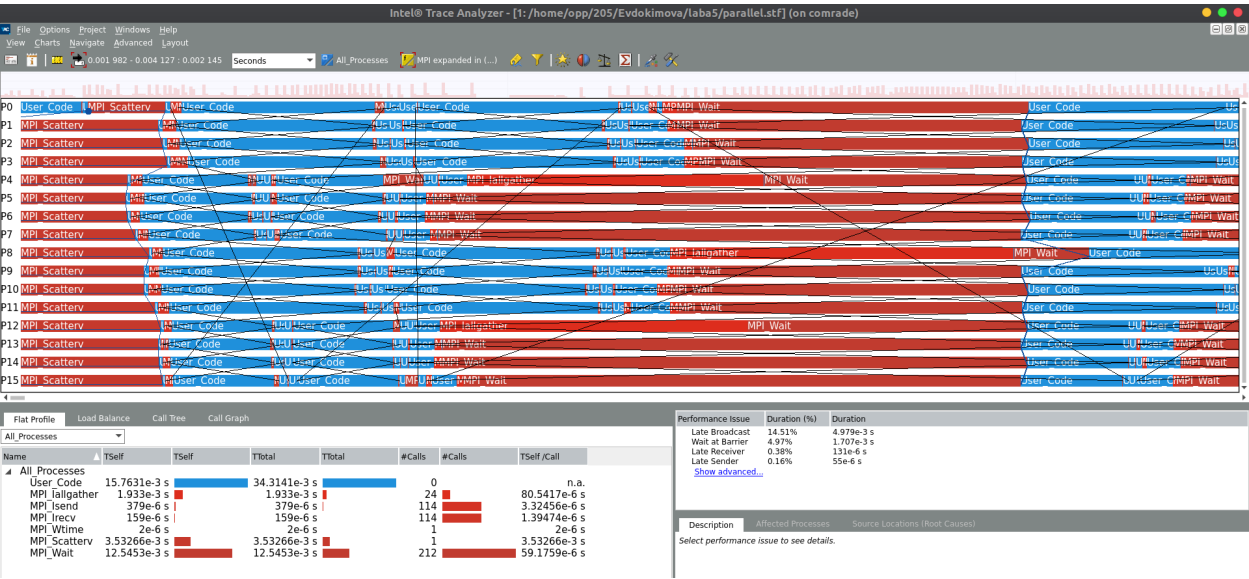 Intel® Trace Analyzer - [1: /home/opp/205/Evdokimova/laba5/parallel.stf] (on comrade)
File Options Project Windows Help
View Charts Navigate Advanced Layout
0.001 982 - 0.004 127 : 0.002 145 Seconds All_Processes MPI expanded in (...)
P0 User_Code MPI_Scatterv User_Code User_Code MPI_Wait User_Code
P1 MPI_Scatterv User_Code User_Code MPI_Wait User_Code
P2 MPI_Scatterv User_Code User_Code MPI_Wait User_Code
P3 MPI_Scatterv User_Code User_Code MPI_Wait User_Code
P4 MPI_Scatterv User_Code User_Code MPI_Iallgather MPI_Wait User_Code MPI_Wait
P5 MPI_Scatterv User_Code User_Code MPI_Wait User_Code MPI_Wait
P6 MPI_Scatterv User_Code User_Code MPI_Wait User_Code MPI_Wait
P7 MPI_Scatterv User_Code User_Code MPI_Wait User_Code MPI_Wait
P8 MPI_Scatterv User_Code User_Code MPI_Iallgather MPI_Wait User_Code
P9 MPI_Scatterv User_Code User_Code MPI_Wait User_Code
P10 MPI_Scatterv User_Code User_Code MPI_Wait User_Code
P11 MPI_Scatterv User_Code User_Code MPI_Wait User_Code
P12 MPI_Scatterv User_Code User_Code MPI_Iallgather MPI_Wait User_Code MPI_Wait
P13 MPI_Scatterv User_Code User_Code MPI_Wait User_Code MPI_Wait
P14 MPI_Scatterv User_Code User_Code MPI_Wait User_Code MPI_Wait
P15 MPI_Scatterv User_Code User_Code MPI_Wait User_Code MPI_Wait
Flat Profile Load Balance Call Tree Call Graph
All_Processes
Name TSelf TSelf TTotal TTotal #Calls #Calls TSelf /Call
All_Processes
User_Code 15.7631e-3 s 34.3141e-3 s 0 n.a.
MPI_Iallgather 1.933e-3 s 1.933e-3 s 24 80.5417e-6 s
MPI_Isend 379e-6 s 379e-6 s 114 3.32456e-6 s
MPI_Irecv 159e-6 s 159e-6 s 114 1.39474e-6 s
MPI_Wtime 2e-6 s 2e-6 s 1 2e-6 s
MPI_Scatterv 3.53266e-3 s 3.53266e-3 s 1 3.53266e-3 s
MPI_Wait 12.5453e-3 s 12.5453e-3 s 212 59.1759e-6 s
Performance Issue Duration (%) Duration
Late Broadcast 14.51% 4.979e-3 s
Wait at Barrier 4.97% 1.707e-3 s
Late Receiver 0.38% 131e-6 s
Late Sender 0.16% 55e-6 s
Show advanced...
Description Affected Processes Source Locations (Root Causes)
Select performance issue to see details.